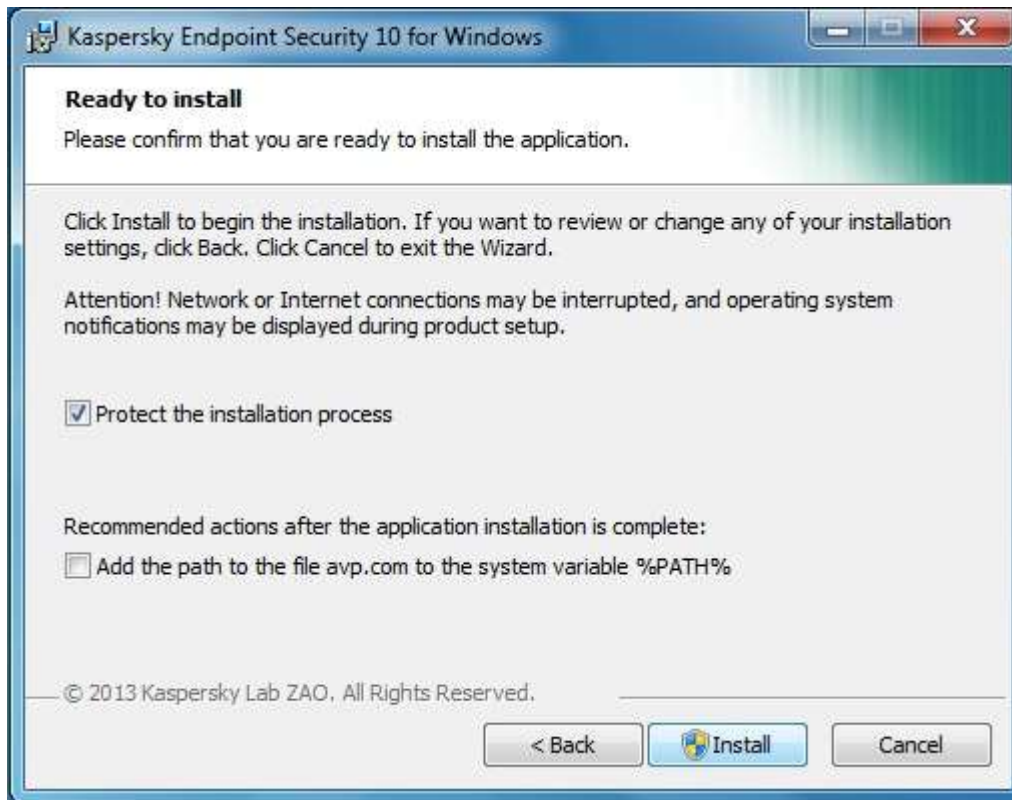 Kaspersky Endpoint Security 10 for Windows
Ready to install
Please confirm that you are ready to install the application.
Click Install to begin the installation. If you want to review or change any of your installation
settings, click Back. Click Cancel to exit the Wizard.
Attention! Network or Internet connections may be interrupted, and operating system
notifications may be displayed during product setup.
Protect the installation process
Recommended actions after the application installation is complete:
Add the path to the file avp.com to the system variable %PATH%
© 2013 Kaspersky Lab ZAO. All Rights Reserved.
< Back Install Cancel